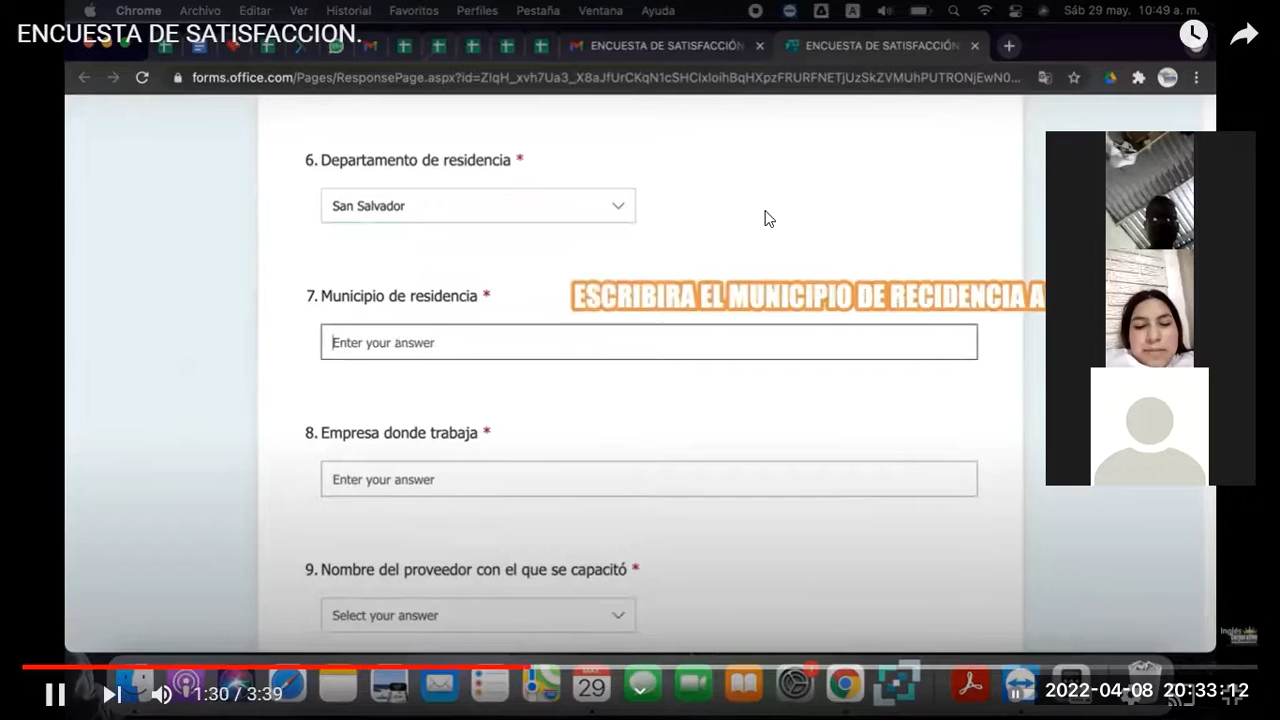 Chrome Archivo Editar Ver Historial Favoritos Perfiles Pestaña Ventana Ayuda Sáb 29 may. 10:49 a. m.
ENCUESTA DE SATISFACCION.
ENCUESTA DE SATISFACCIÓN
ENCUESTA DE SATISFACCIÓN
6. Departamento de residencia *
San Salvador
7. Municipio de residencia *
ESCRIBIRA EL MUNICIPIO DE RECIDENCIA A
Enter your answer
8. Empresa donde trabaja *
Enter your answer
9. Nombre del proveedor con el que se capacitó *
Select your answer
Inglés
Corporativo
29
1:30 / 3:39
2022-04-08 20:33:12